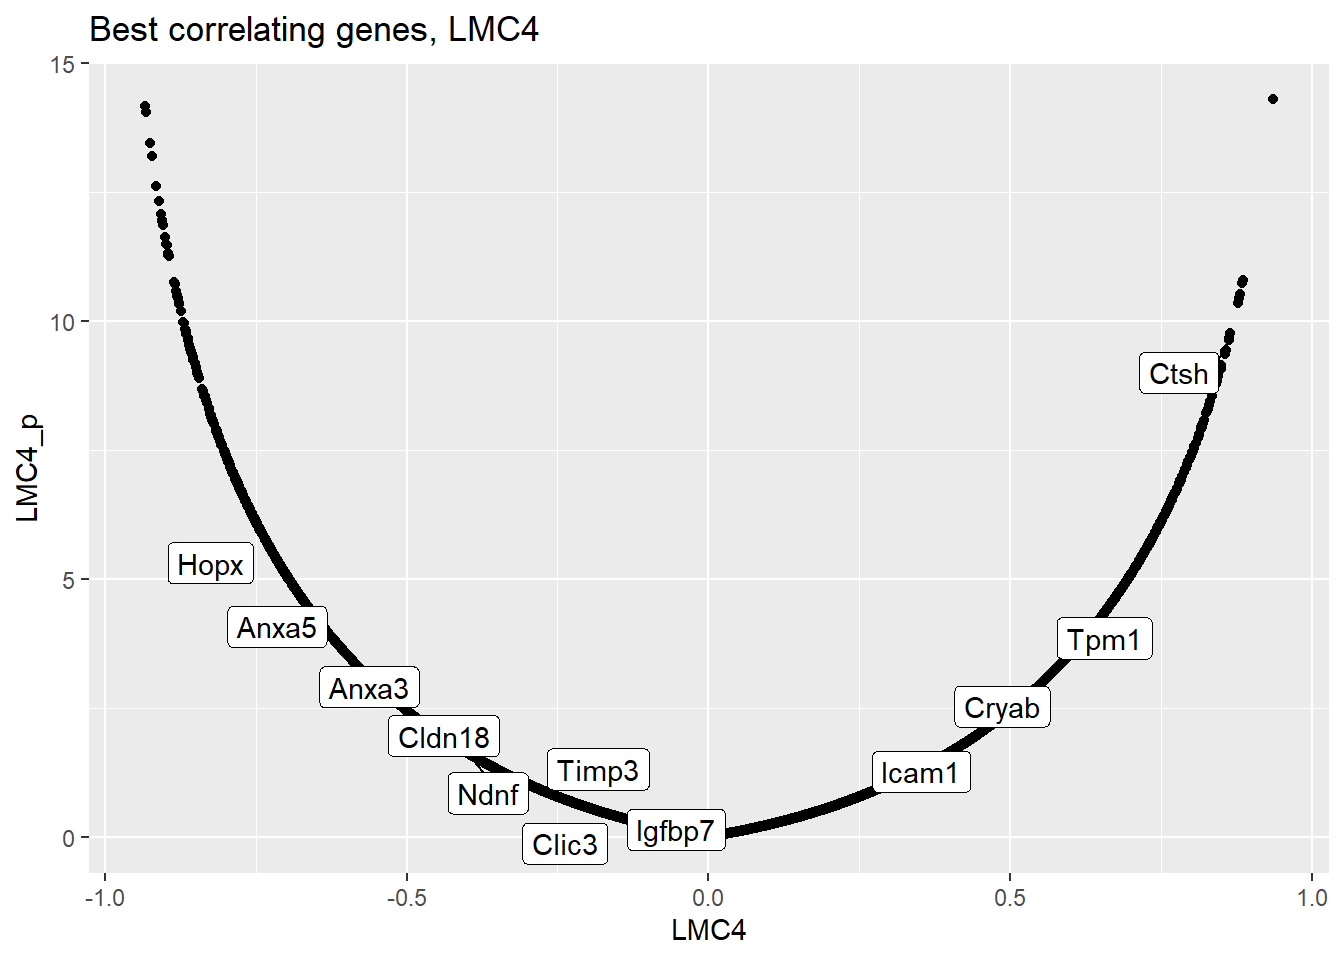 Best correlating genes, LMC4
15
10
5
0
LMC4_p
Ctsh
Hopx
Anxa5
Tpm1
Anxa3
Cryab
Cldn18
Timp3
Icam1
Ndnf
Igfbp7
Clic3
-1.0
-0.5
0.0
0.5
1.0
LMC4